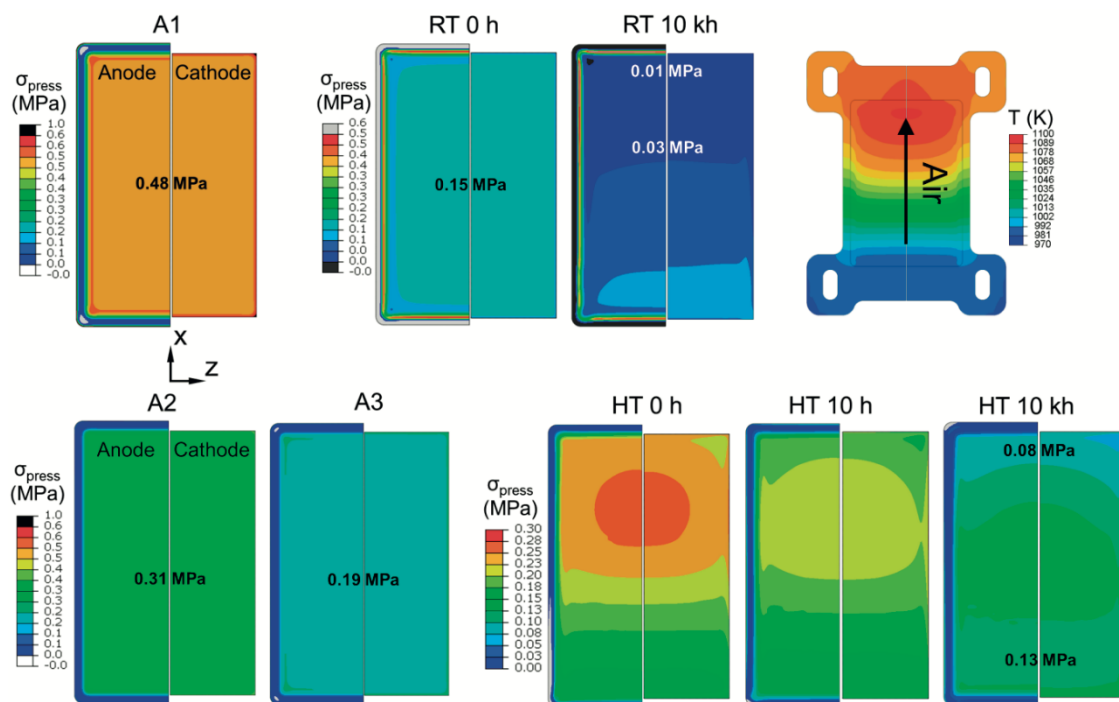 A1
RT 0 h
RT 10 kh
σpress
(MPa)
1.0
0.6
0.6
0.5
0.5
0.4
0.4
0.3
0.3
0.2
0.2
0.1
0.1
0.0
-0.0
Anode
Cathode
0.48 MPa
σpress
(MPa)
0.6
0.5
0.5
0.4
0.4
0.3
0.3
0.2
0.2
0.1
0.1
0.0
-0.0
0.15 MPa
0.01 MPa
0.03 MPa
Air
T (K)
1100
1089
1078
1068
1057
1046
1035
1024
1013
1002
992
981
970
x
z
A2
A3
HT 0 h
HT 10 h
HT 10 kh
σpress
(MPa)
1.0
0.6
0.6
0.5
0.5
0.4
0.4
0.3
0.3
0.2
0.2
0.1
0.1
0.0
-0.0
Anode
Cathode
0.31 MPa
0.19 MPa
σpress
(MPa)
0.30
0.28
0.25
0.23
0.20
0.18
0.15
0.13
0.10
0.08
0.05
0.03
0.00
0.08 MPa
0.13 MPa